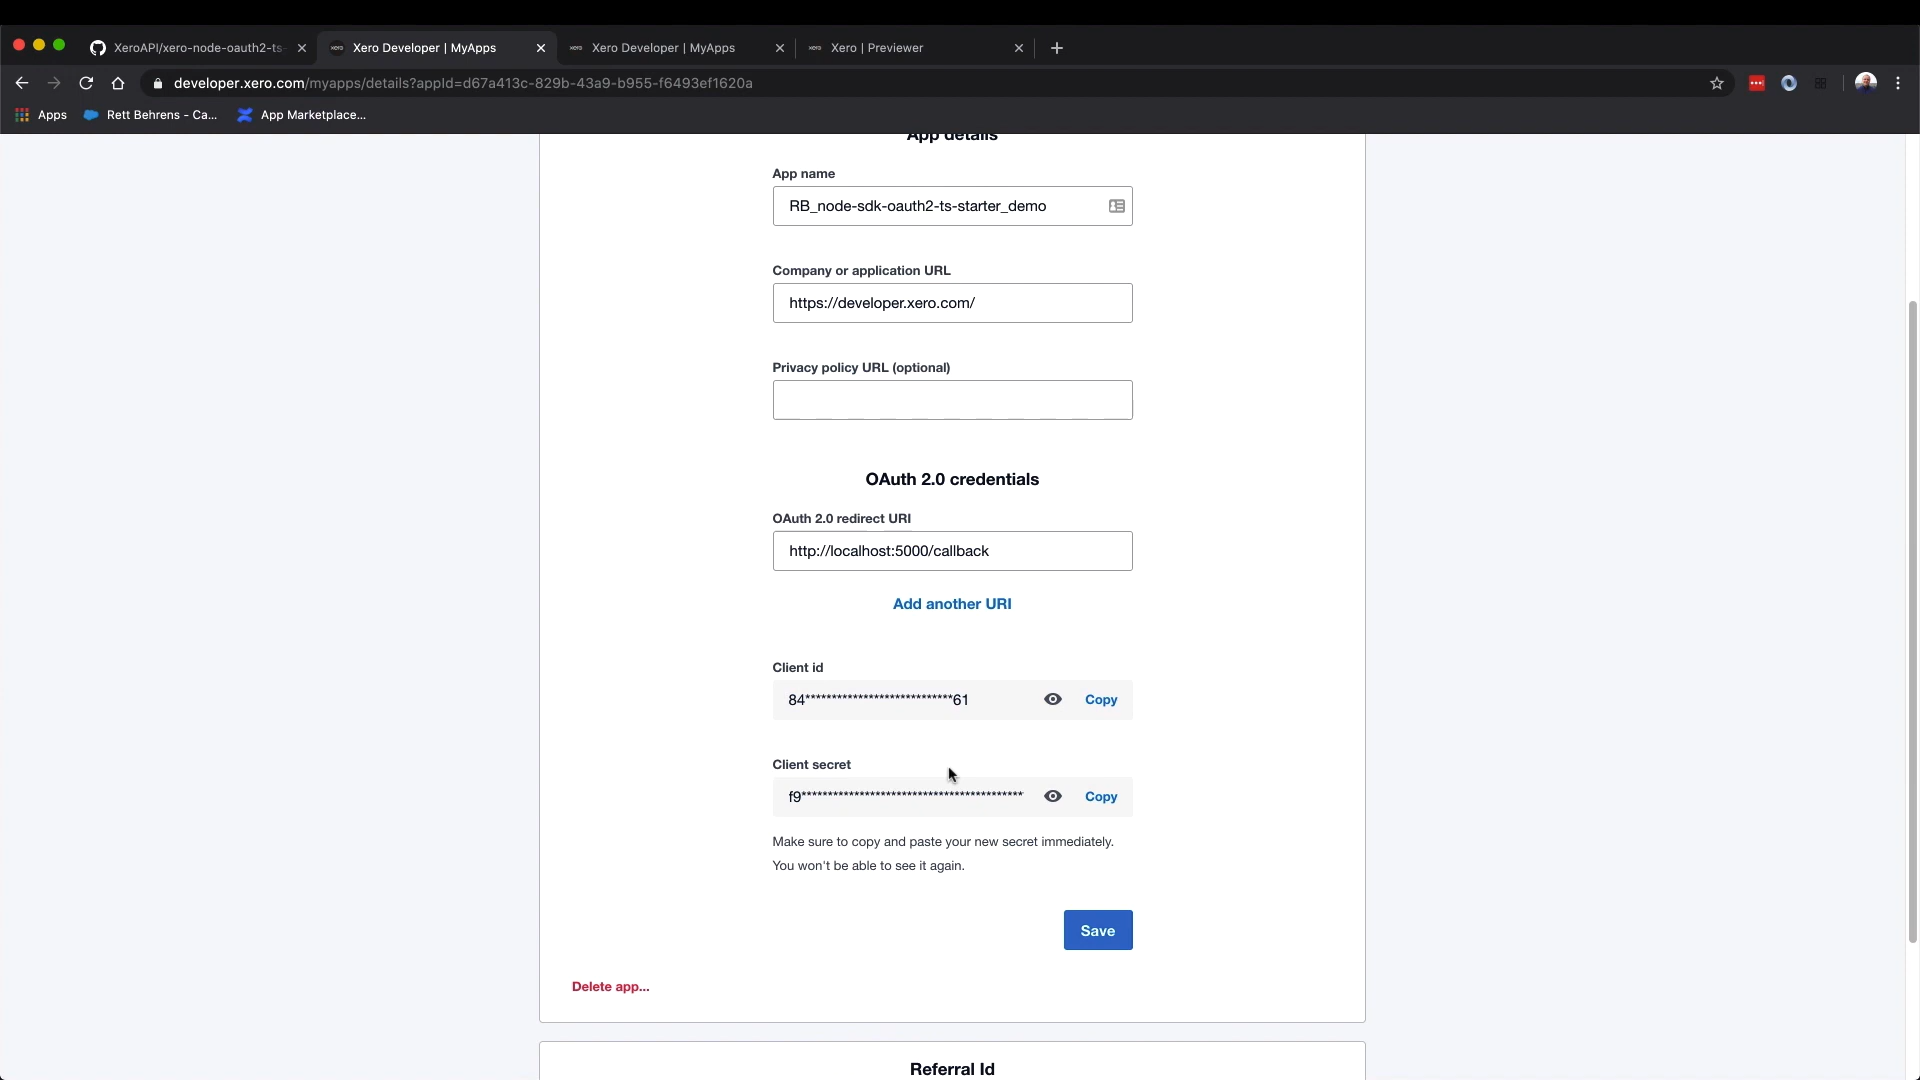 XeroAPI/xero-node-oauth2-ts-
xero Xero Developer | MyApps
xero Xero Developer | MyApps
xero Xero | Previewer
developer.xero.com/myapps/details?appId=d67a413c-829b-43a9-b955-f6493ef1620a
Apps
Rett Behrens - Ca...
App Marketplace...
App details
App name
RB_node-sdk-oauth2-ts-starter_demo
Company or application URL
https://developer.xero.com/
Privacy policy URL (optional)
OAuth 2.0 credentials
OAuth 2.0 redirect URI
http://localhost:5000/callback
Add another URI
Client id
84****************************61 Copy
Client secret
f9****************************************** Copy
Make sure to copy and paste your new secret immediately.
You won't be able to see it again.
Save
Delete app...
Referral Id